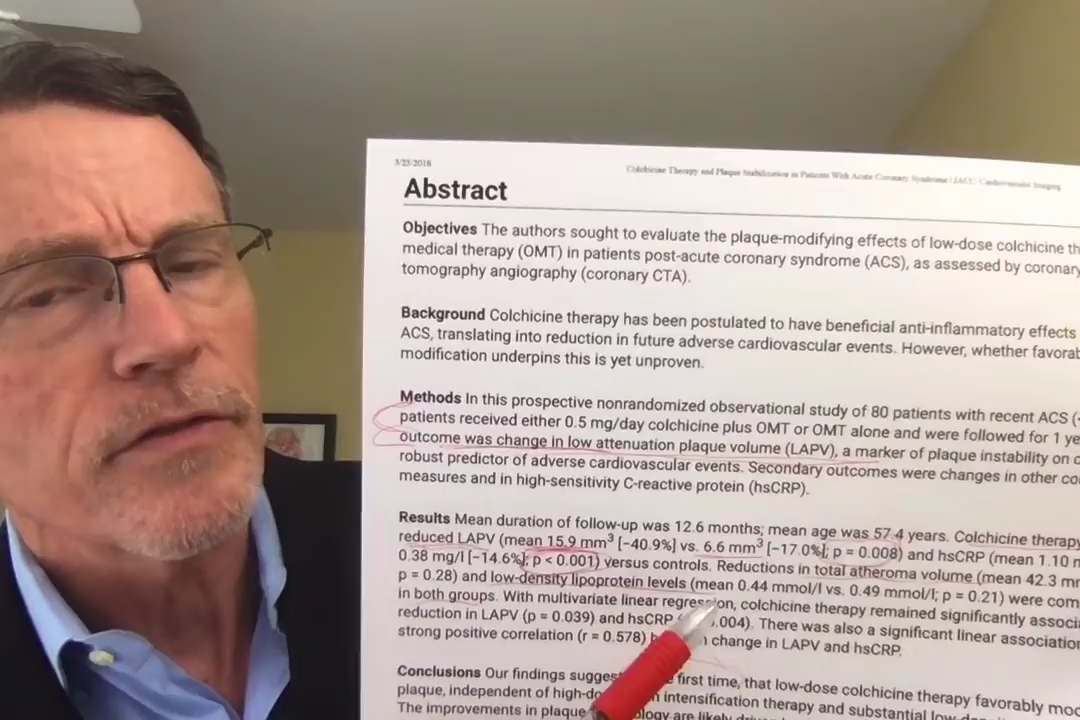 3/23/2018
Colchicine Therapy and Plaque Stabilization in Patients With Acute Coronary Syndrome | JACC: Cardiovascular Imaging
Abstract
Objectives The authors sought to evaluate the plaque-modifying effects of low-dose colchicine th
medical therapy (OMT) in patients post-acute coronary syndrome (ACS), as assessed by coronary
tomography angiography (coronary CTA).
Background Colchicine therapy has been postulated to have beneficial anti-inflammatory effects
ACS, translating into reduction in future adverse cardiovascular events. However, whether favorab
modification underpins this is yet unproven.
Methods In this prospective nonrandomized observational study of 80 patients with recent ACS (
patients received either 0.5 mg/day colchicine plus OMT or OMT alone and were followed for 1 ye
outcome was change in low attenuation plaque volume (LAPV), a marker of plaque instability on c
robust predictor of adverse cardiovascular events. Secondary outcomes were changes in other co
measures and in high-sensitivity C-reactive protein (hsCRP).
Results Mean duration of follow-up was 12.6 months; mean age was 57.4 years. Colchicine therapy
reduced LAPV (mean 15.9 mm³ [−40.9%] vs. 6.6 mm³ [−17.0%]; p = 0.008) and hsCRP (mean 1.10 m
0.38 mg/l [−14.6%]; p < 0.001) versus controls. Reductions in total atheroma volume (mean 42.3 mr
p = 0.28) and low-density lipoprotein levels (mean 0.44 mmol/l vs. 0.49 mmol/l; p = 0.21) were com
in both groups. With multivariate linear regression, colchicine therapy remained significantly associ
reduction in LAPV (p = 0.039) and hsCRP .004). There was also a significant linear association
strong positive correlation (r = 0.578) b n change in LAPV and hsCRP.
Conclusions Our findings sugges first time, that low-dose colchicine therapy favorably moc
plaque, independent of high-do n intensification therapy and substantial low-de
The improvements in plaque ology are likely